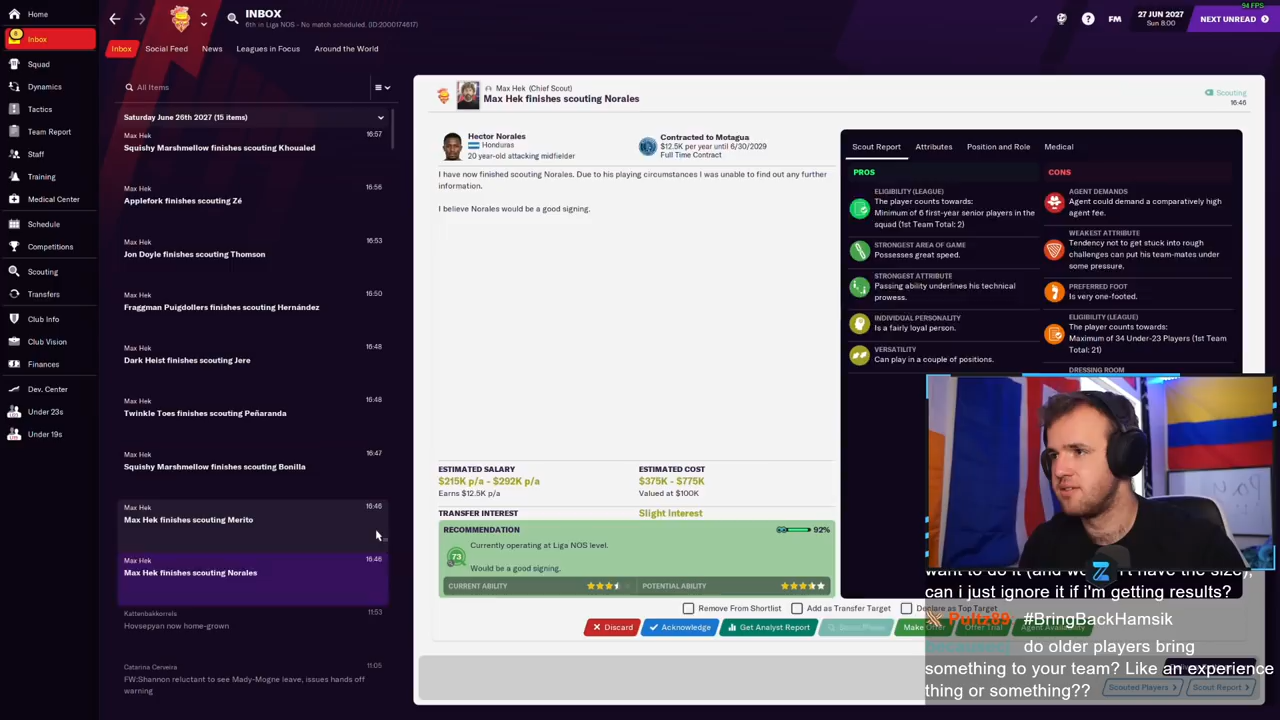 94 FPS
Home
INBOX
6th in Liga NOS - No match scheduled. (ID:2000174617)
FM
27 JUN 2027
Sun 8:00
NEXT UNREAD
Inbox
Inbox
Social Feed
News
Leagues in Focus
Around the World
Squad
Dynamics
Tactics
Team Report
Staff
Training
Medical Center
Schedule
Competitions
Scouting
Transfers
Club Info
Club Vision
Finances
Dev. Center
Under 23s
Under 19s
All Items
Saturday June 26th 2027 (15 items)
Max Hek 16:57
Squishy Marshmellow finishes scouting Khoualed
Max Hek 16:56
Applefork finishes scouting Zé
Max Hek 16:53
Jon Doyle finishes scouting Thomson
Max Hek 16:50
Fraggman Puigdollers finishes scouting Hernández
Max Hek 16:48
Dark Heist finishes scouting Jere
Max Hek 16:48
Twinkle Toes finishes scouting Peñaranda
Max Hek 16:47
Squishy Marshmellow finishes scouting Bonilla
Max Hek 16:46
Max Hek finishes scouting Merito
Max Hek 16:46
Max Hek finishes scouting Norales
Kattenbakkorrels 11:53
Hovsepyan now home-grown
Catarina Cerveira 11:05
FW:Shannon reluctant to see Mady-Mogne leave, issues hands off
warning
Max Hek (Chief Scout)
Max Hek finishes scouting Norales
Scouting
16:46
Hector Norales
Honduras
20 year-old attacking midfielder
Contracted to Motagua
$12.5K per year until 6/30/2029
Full Time Contract
I have now finished scouting Norales. Due to his playing circumstances I was unable to find out any further
information.
I believe Norales would be a good signing.
ESTIMATED SALARY
$215K p/a - $292K p/a
Earns $12.5K p/a
ESTIMATED COST
$375K - $775K
Valued at $100K
TRANSFER INTEREST
Slight Interest
RECOMMENDATION
92%
73
Currently operating at Liga NOS level.
Would be a good signing.
CURRENT ABILITY
POTENTIAL ABILITY
Scout Report
Attributes
Position and Role
Medical
PROS
ELIGIBILITY (LEAGUE)
The player counts towards:
Minimum of 6 first-year senior players in the
squad (1st Team Total: 2)
STRONGEST AREA OF GAME
Possesses great speed.
STRONGEST ATTRIBUTE
Passing ability underlines his technical
prowess.
INDIVIDUAL PERSONALITY
Is a fairly loyal person.
VERSATILITY
Can play in a couple of positions.
CONS
AGENT DEMANDS
Agent could demand a comparatively high
agent fee.
WEAKEST ATTRIBUTE
Tendency not to get stuck into rough
challenges can put his team-mates under
some pressure.
PREFERRED FOOT
Is very one-footed.
ELIGIBILITY (LEAGUE)
The player counts towards:
Maximum of 34 Under-23 Players (1st Team
Total: 21)
DRESSING ROOM
Remove From Shortlist
Add as Transfer Target
Declare as Top Target
Discard
Acknowledge
Get Analyst Report
Make Offer
Offer Trial
Agent Availability
Scouted Players
Scout Report
can i just ignore it if i'm getting results?
Pultz89 #BringBackHamsik
do older players bring
something to your team? Like an experience
thing or something??